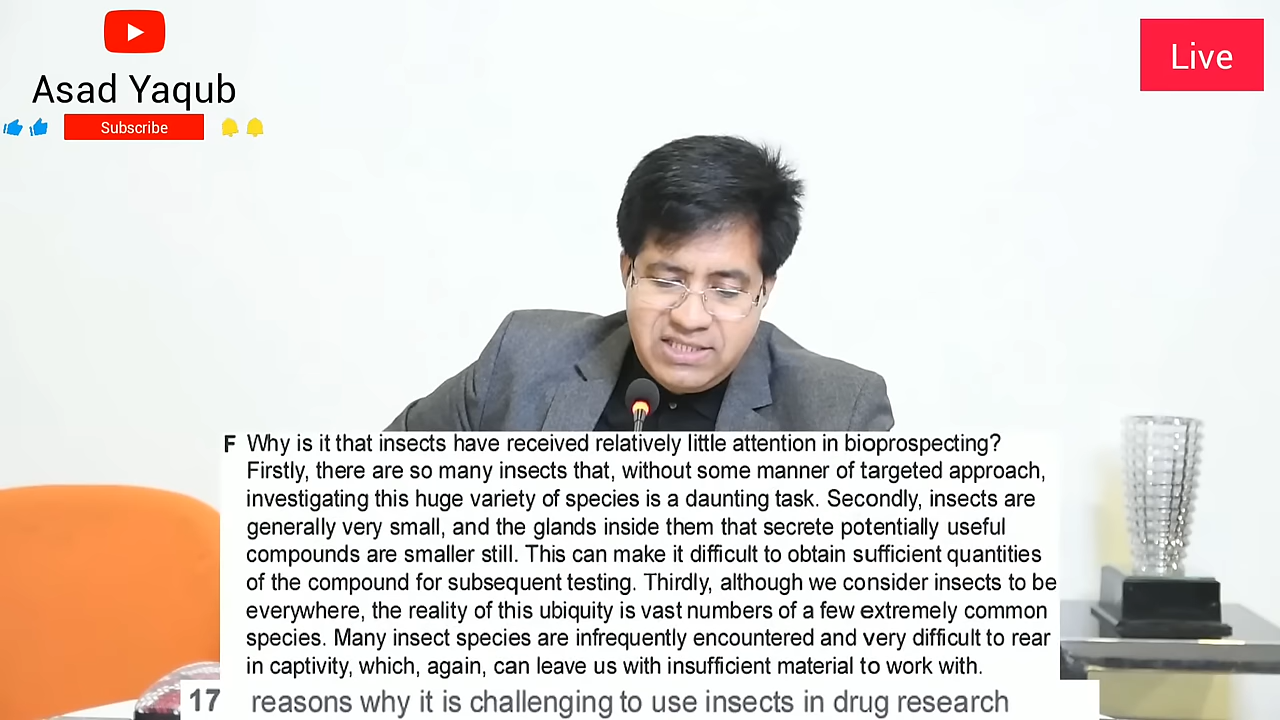 Asad Yaqub
Subscribe
Live
F Why is it that insects have received relatively little attention in bioprospecting?
Firstly, there are so many insects that, without some manner of targeted approach,
investigating this huge variety of species is a daunting task. Secondly, insects are
generally very small, and the glands inside them that secrete potentially useful
compounds are smaller still. This can make it difficult to obtain sufficient quantities
of the compound for subsequent testing. Thirdly, although we consider insects to be
everywhere, the reality of this ubiquity is vast numbers of a few extremely common
species. Many insect species are infrequently encountered and very difficult to rear
in captivity, which, again, can leave us with insufficient material to work with.
17 reasons why it is challenging to use insects in drug research